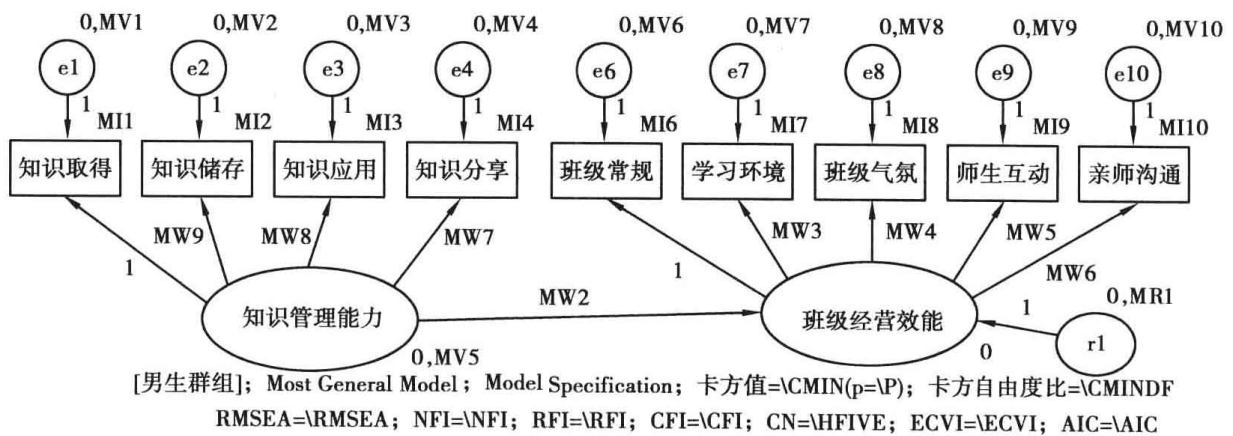 0,MV1 0,MV2 0,MV3 0,MV4 0,MV6 0,MV7 0,MV8 0,MV9 0,MV10
e1 e2 e3 e4 e6 e7 e8 e9 e10
1 1 1 1 1 1 1 1 1
MI1 MI2 MI3 MI4 MI6 MI7 MI8 MI9 MI10
知识取得 知识储存 知识应用 知识分享 班级常规 学习环境 班级气氛 师生互动 亲师沟通
1 MW9 MW8 MW7 1 MW3 MW4 MW5 MW6
知识管理能力 MW2 班级经营效能 1 0,MR1
0,MV5 0 r1
[男生群组]；Most General Model；Model Specification；卡方值=\CMIN(p=\P)；卡方自由度比=\CMINDF
RMSEA=\RMSEA；NFI=\NFI；RFI=\RFI；CFI=\CFI；CN=\HFIVE；ECVI=\ECVI；AIC=\AIC